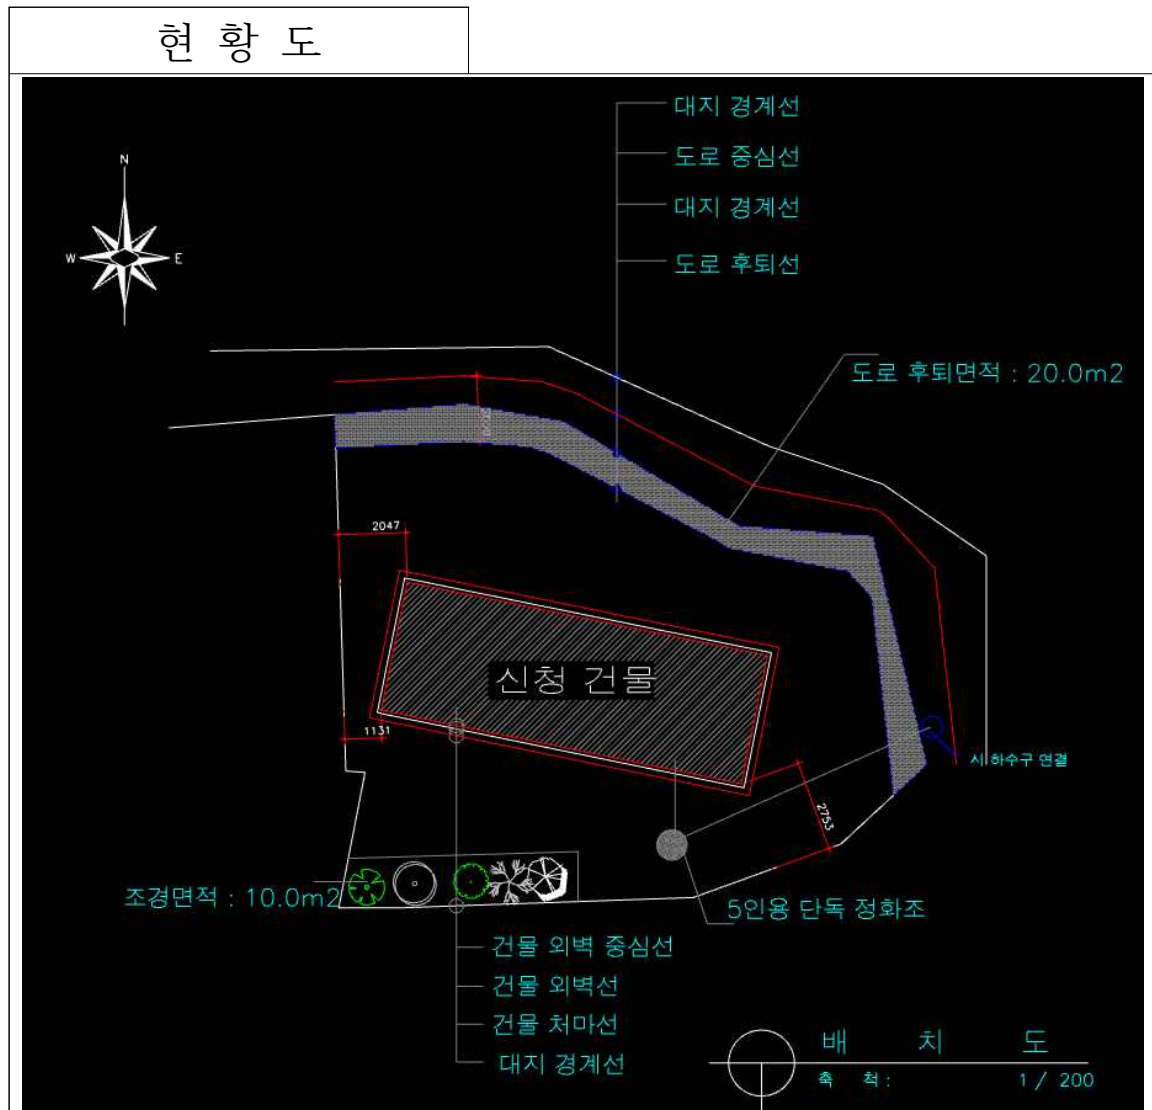 현 황 도
대지 경계선
도로 중심선
대지 경계선
도로 후퇴선
N
W
E
도로 후퇴면적 : 20.0m2
2047
신청 건물
1131
시 하수구 연결
2753
조경면적 : 10.0m2
5인용 단독 정화조
건물 외벽 중심선
건물 외벽선
건물 처마선
대지 경계선
배 치 도
축 척 : 1 / 200